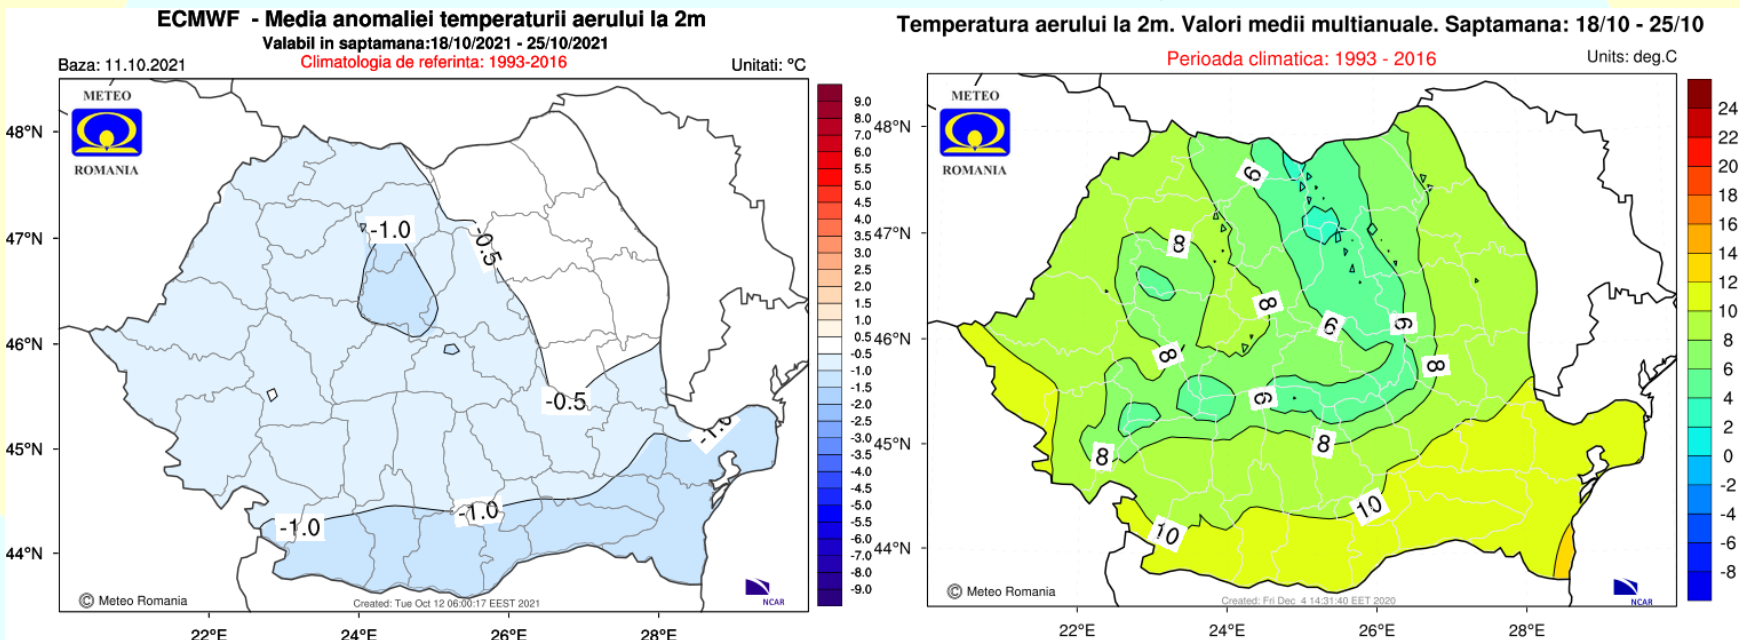 ECMWF - Media anomaliei temperaturii aerului la 2m
Valabil in saptamana:18/10/2021 - 25/10/2021
Climatologia de referinta: 1993-2016
Baza: 11.10.2021
Unitati: ºC
METEO
ROMANIA
48°N
47°N
46°N
45°N
44°N
22°E
24°E
26°E
28°E
-1.0
-0.5
-0.5
-1.0
-1.0
-1.0
9.0
8.0
7.0
6.0
5.5
5.0
4.5
4.0
3.5
3.0
2.5
2.0
1.5
1.0
0.5
-0.5
-1.0
-1.5
-2.0
-2.5
-3.0
-3.5
-4.0
-4.5
-5.0
-5.5
-6.0
-7.0
-8.0
-9.0
© Meteo Romania
Created: Tue Oct 12 06:00:17 EEST 2021
NCAR
Temperatura aerului la 2m. Valori medii multianuale. Saptamana: 18/10 - 25/10
Perioada climatica: 1993 - 2016
Units: deg.C
METEO
ROMANIA
48°N
47°N
46°N
45°N
44°N
22°E
24°E
26°E
28°E
6
8
8
6
6
8
8
6
8
8
10
10
24
22
20
18
16
14
12
10
8
6
4
2
0
-2
-4
-6
-8
© Meteo Romania
Created: Fri Dec 4 14:31:40 EET 2020
NCAR